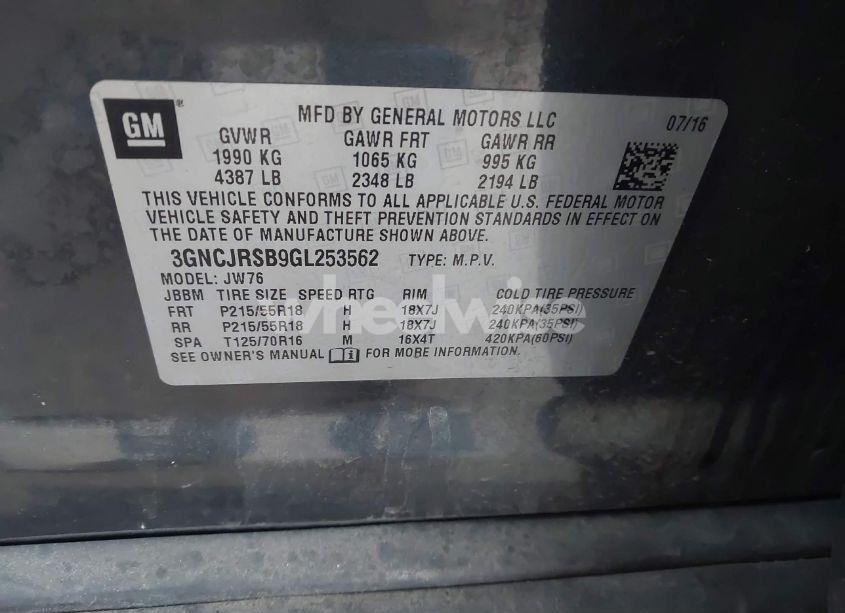 GM
MFD BY GENERAL MOTORS LLC
07/16
GVWR GAWR FRT GAWR RR
1990 KG 1065 KG 995 KG
4387 LB 2348 LB 2194 LB
THIS VEHICLE CONFORMS TO ALL APPLICABLE U.S. FEDERAL MOTOR
VEHICLE SAFETY AND THEFT PREVENTION STANDARDS IN EFFECT ON
THE DATE OF MANUFACTURE SHOWN ABOVE.
3GNCJRSB9GL253562 TYPE: M.P.V.
MODEL: JW76
JBBM TIRE SIZE SPEED RTG RIM COLD TIRE PRESSURE
FRT P215/55R18 H 18X7J 240KPA(35PSI)
RR P215/55R18 H 18X7J 240KPA(35PSI)
SPA T125/70R16 M 16X4T 420KPA(60PSI)
SEE OWNER'S MANUAL FOR MORE INFORMATION.
wheelwise